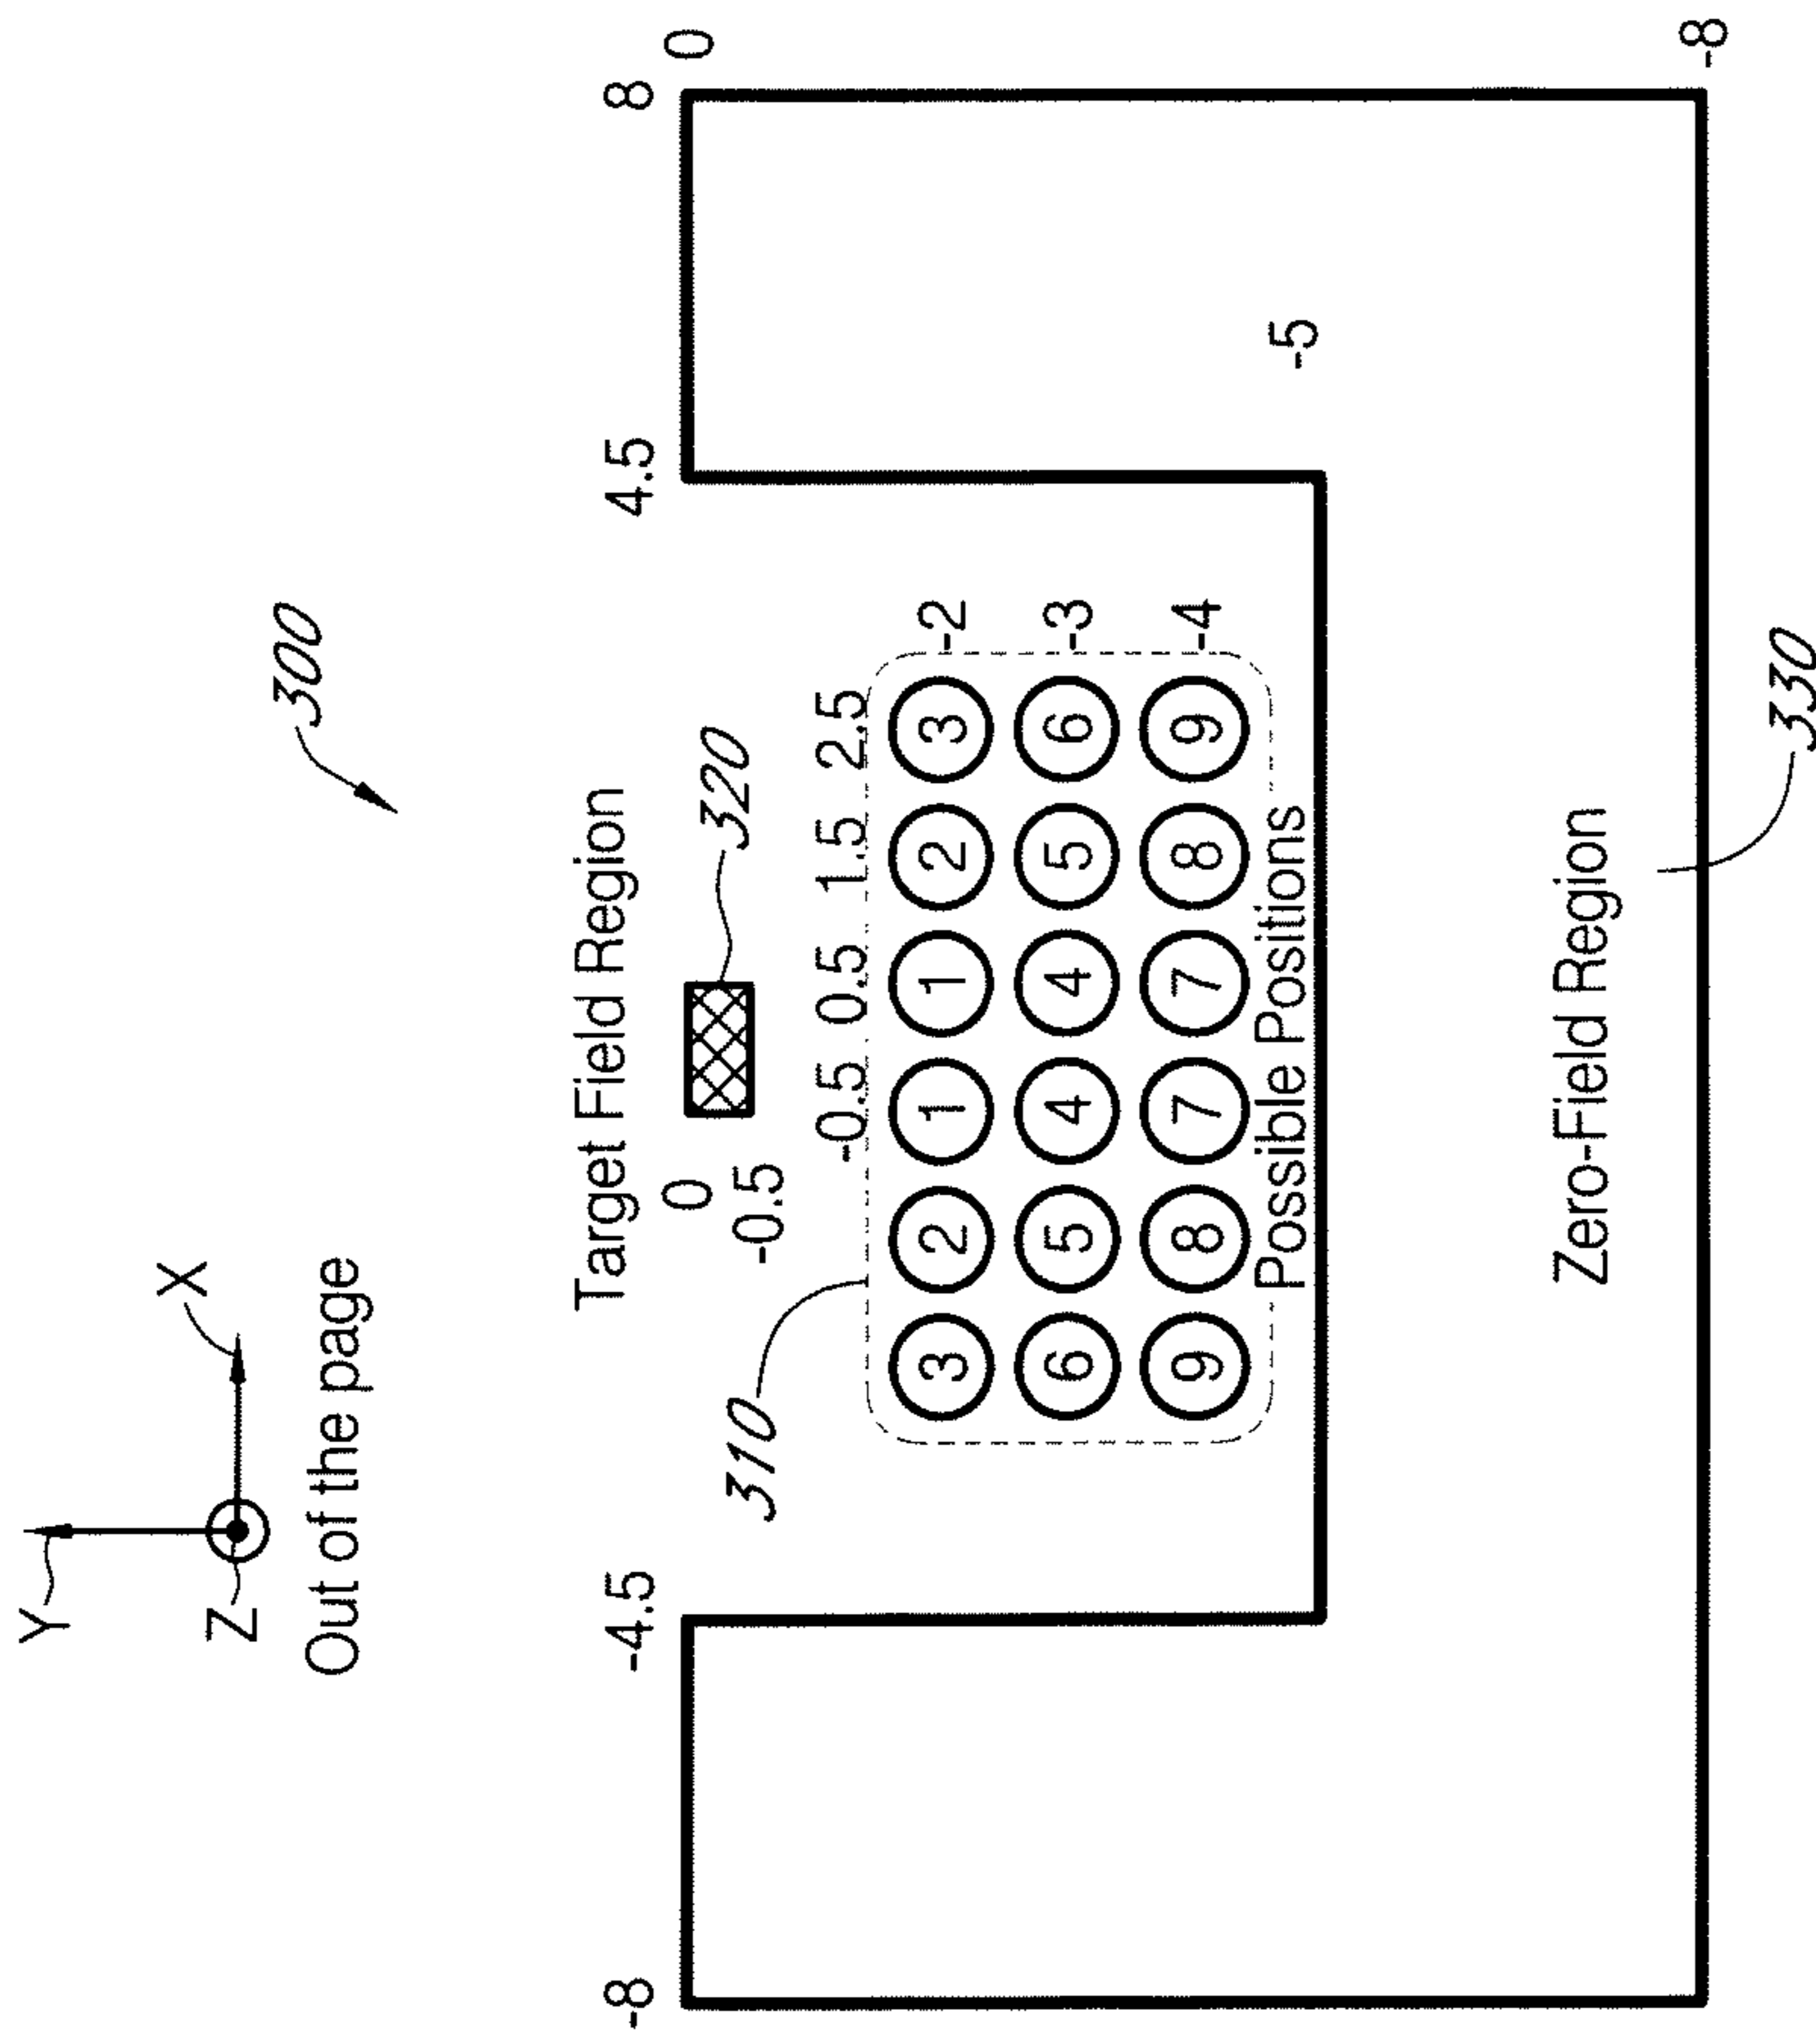 Y
X
Z
Out of the page
300
Target Field Region
-8 -4.5 4.5 8
0 0
320
-0.5
310
-0.5 0.5 1.5 2.5
3 2 1 1 2 3 -2
6 5 4 4 5 6 -3
9 8 7 7 8 9 -4
Possible Positions
-5
Zero-Field Region
-8
330